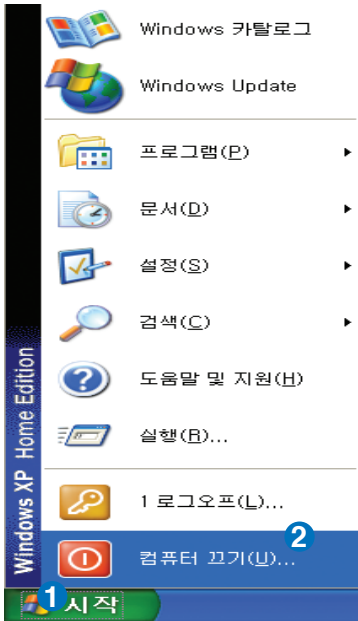 Windows 카탈로그
Windows Update
프로그램(P)
문서(D)
설정(S)
검색(C)
도움말 및 지원(H)
실행(R)...
1 로그오프(L)...
컴퓨터 끄기(U)...
2
Windows XP Home Edition
1
시작